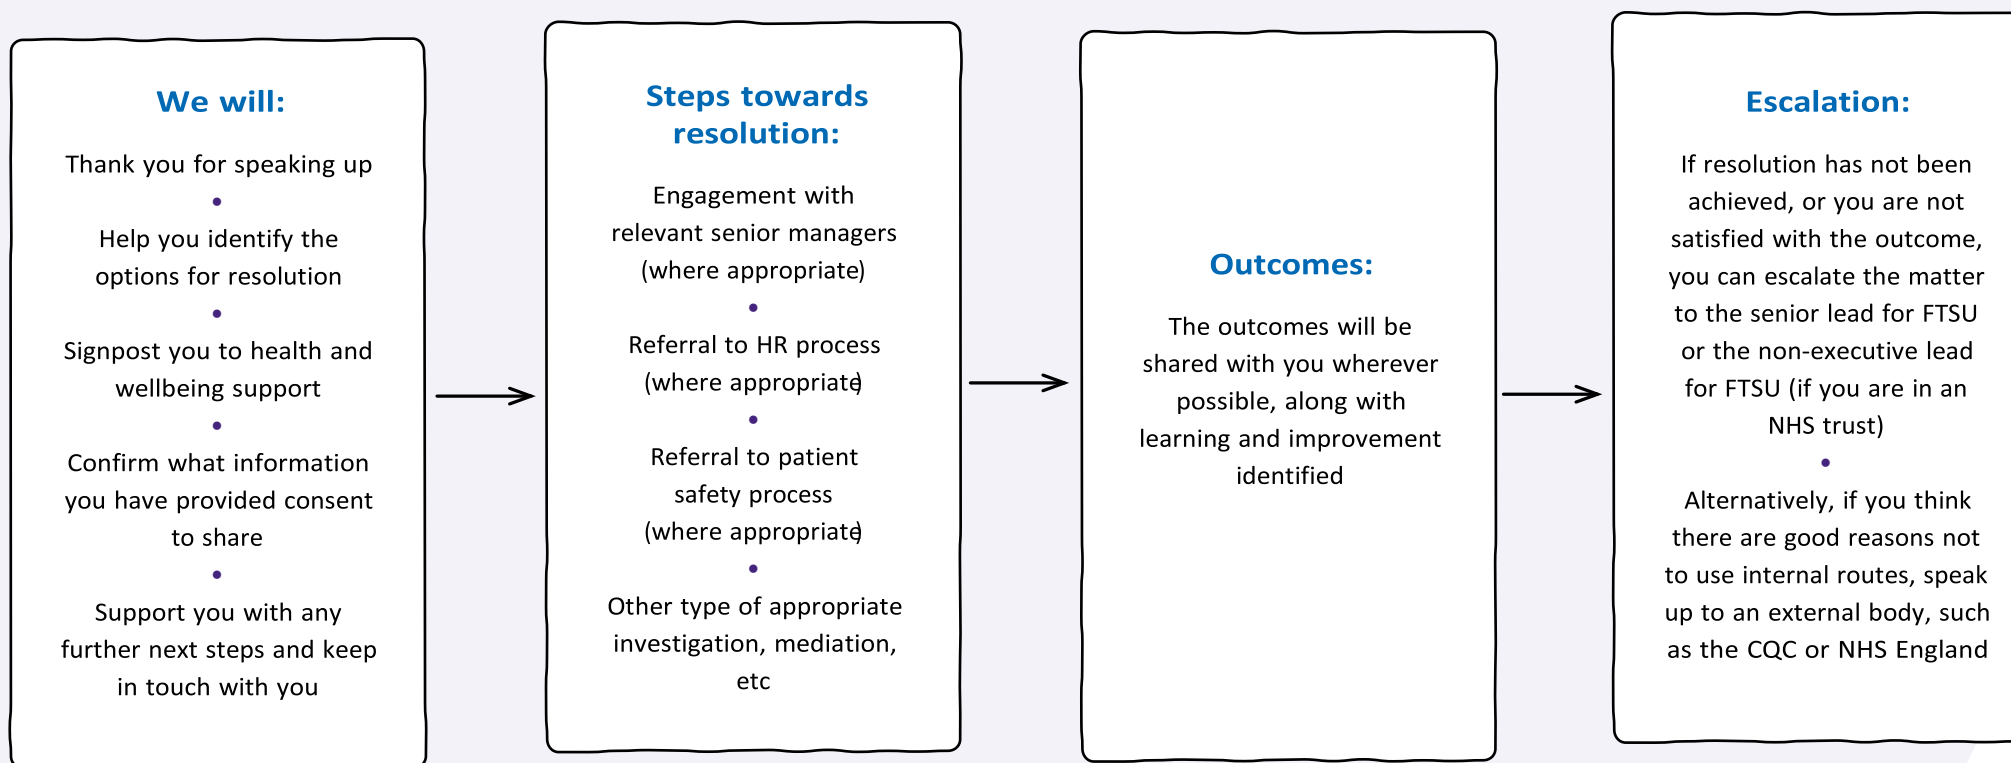 We will:
Thank you for speaking up
•
Help you identify the
options for resolution
•
Signpost you to health and
wellbeing support
•
Confirm what information
you have provided consent
to share
•
Support you with any
further next steps and keep
in touch with you
Steps towards
resolution:
Engagement with
relevant senior managers
(where appropriate)
•
Referral to HR process
(where appropriate)
•
Referral to patient
safety process
(where appropriate)
•
Other type of appropriate
investigation, mediation,
etc
Outcomes:
The outcomes will be
shared with you wherever
possible, along with
learning and improvement
identified
Escalation:
If resolution has not been
achieved, or you are not
satisfied with the outcome,
you can escalate the matter
to the senior lead for FTSU
or the non-executive lead
for FTSU (if you are in an
NHS trust)
•
Alternatively, if you think
there are good reasons not
to use internal routes, speak
up to an external body, such
as the CQC or NHS England